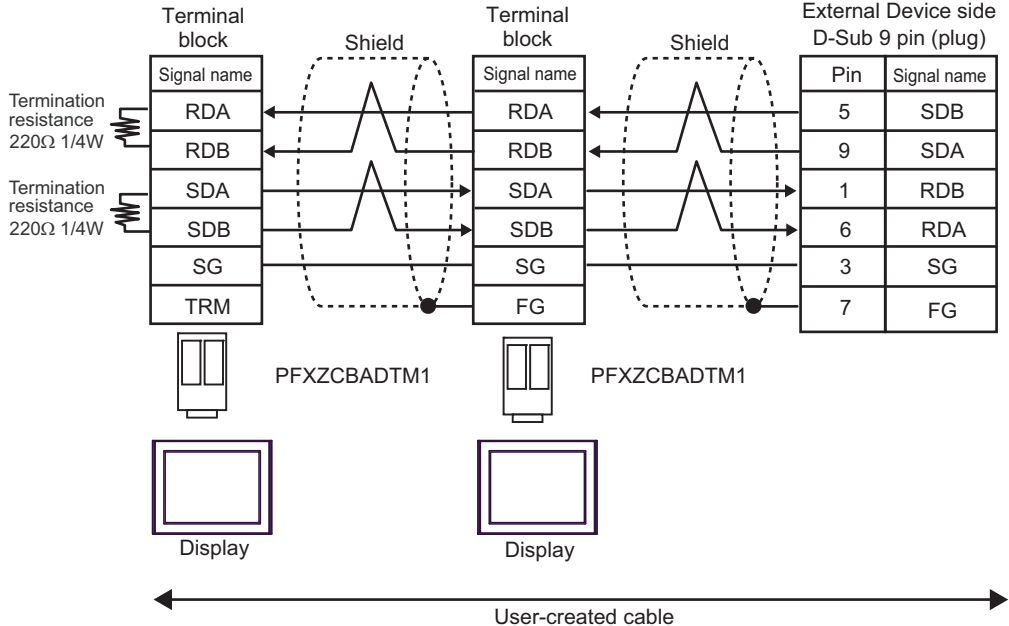 Terminal
block
Shield
Terminal
block
Shield
External Device side
D-Sub 9 pin (plug)
Signal name
Signal name
Pin Signal name
Termination
resistance
220Ω 1/4W
RDA
RDA
5 SDB
RDB
RDB
9 SDA
Termination
resistance
220Ω 1/4W
SDA
SDA
1 RDB
SDB
SDB
6 RDA
SG
SG
3 SG
TRM
FG
7 FG
PFXZCBADTM1
PFXZCBADTM1
Display
Display
User-created cable